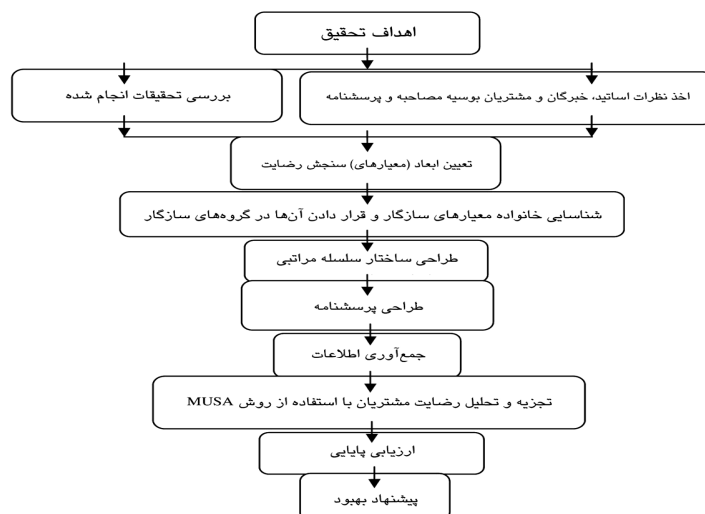 اهداف تحقیق
اخذ نظرات اساتید، خبرگان و مشتریان بوسیه مصاحبه و پرسشنامه
بررسی تحقیقات انجام شده
تعیین ابعاد (معیارهای) سنجش رضایت
شناسایی خانواده معیارهای سازگار و قرار دادن آن‌ها در گروه‌های سازگار
طراحی ساختار سلسله مراتبی
طراحی پرسشنامه
جمع‌آوری اطلاعات
تجزیه و تحلیل رضایت مشتریان با استفاده از روش MUSA
ارزیابی پایایی
پیشنهاد بهبود